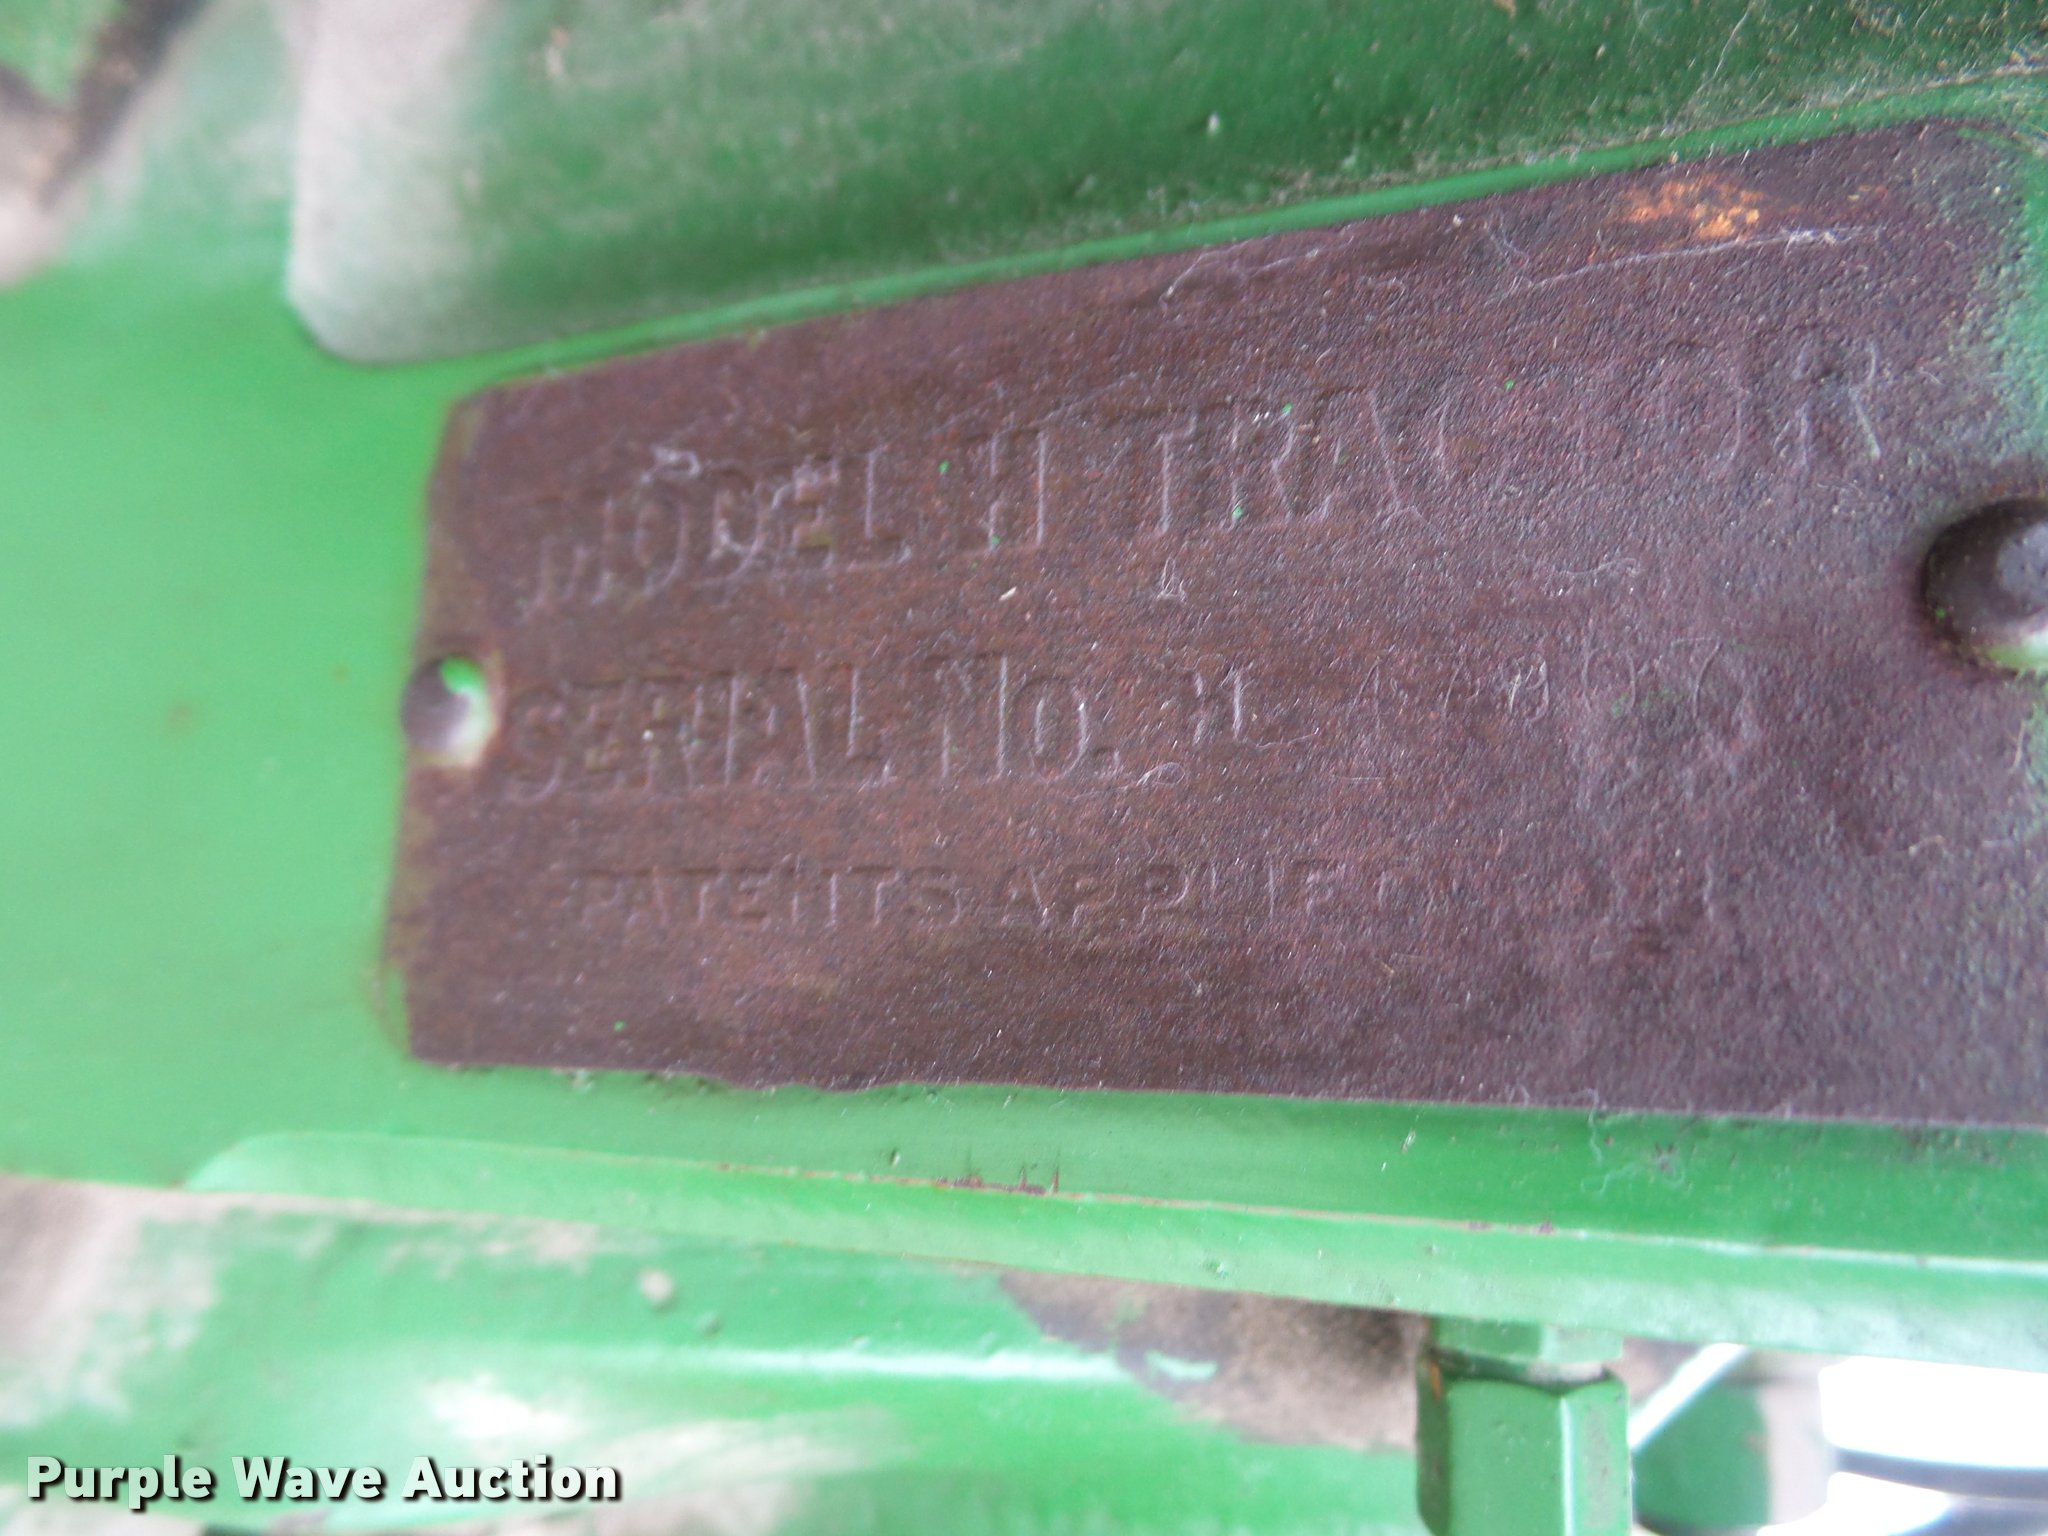 MODEL H TRACTOR
SERIAL NO. H
PATENTS APPLIED
Purple Wave Auction